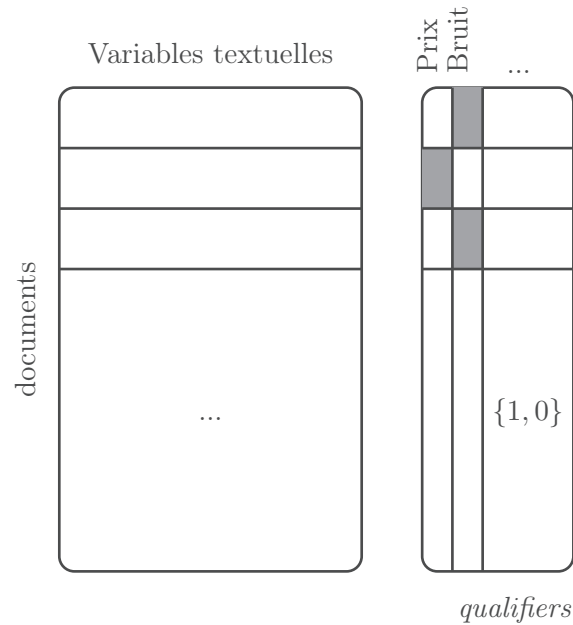 Variables textuelles
Prix
Bruit
...
documents
...
{1, 0}
qualifiers